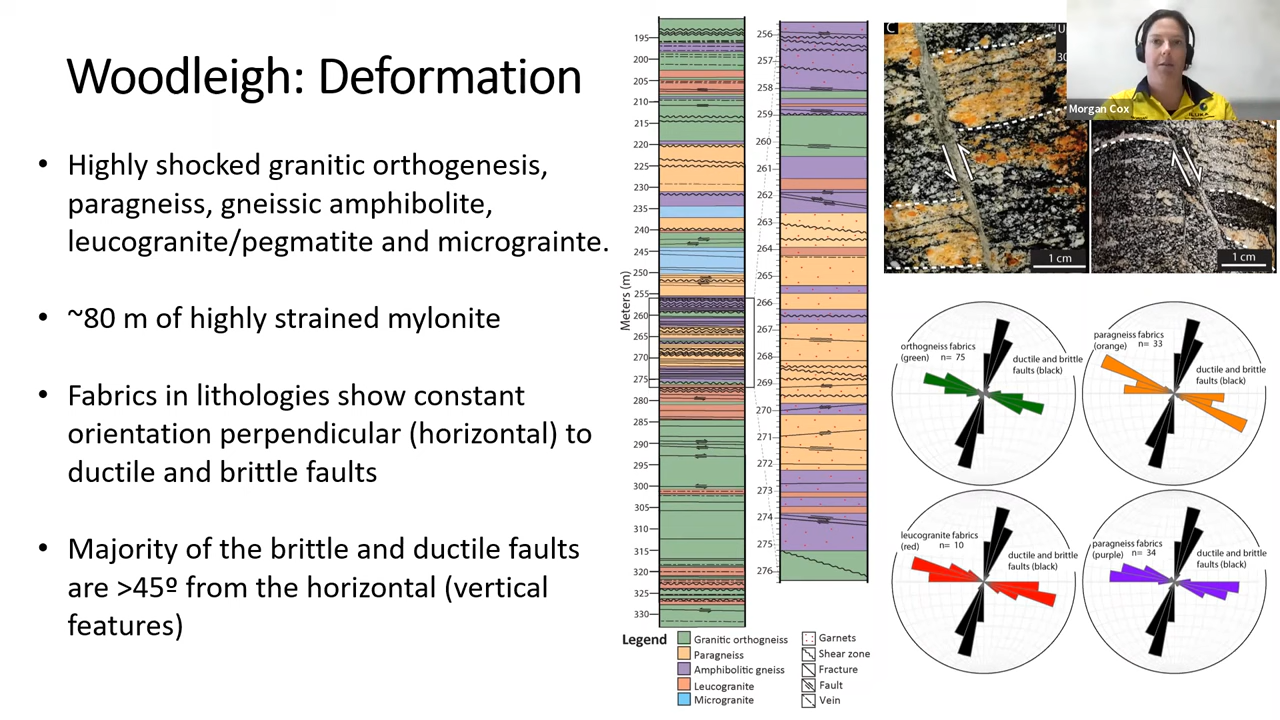 Woodleigh: Deformation
• Highly shocked granitic orthogenesis,
paragneiss, gneissic amphibolite,
leucogranite/pegmatite and micrograinte.
• ~80 m of highly strained mylonite
• Fabrics in lithologies show constant
orientation perpendicular (horizontal) to
ductile and brittle faults
• Majority of the brittle and ductile faults
are >45º from the horizontal (vertical
features)
Meters (m)
195
200
205
210
215
220
225
230
235
240
245
250
255
260
265
270
275
280
285
290
295
300
305
310
315
320
325
330
256
257
258
259
260
261
262
263
264
265
266
267
268
269
270
271
272
273
274
275
276
Legend
Granitic orthogneiss
Paragneiss
Amphibolitic gneiss
Leucogranite
Microgranite
Garnets
Shear zone
Fracture
Fault
Vein
C
U
30
1 cm
1 cm
Morgan Cox
orthogneiss fabrics
(green) n= 75
ductile and brittle
faults (black)
paragneiss fabrics
(orange) n= 33
ductile and brittle
faults (black)
leucogranite fabrics
(red) n= 10
ductile and brittle
faults (black)
paragneiss fabrics
(purple) n= 34
ductile and brittle
faults (black)